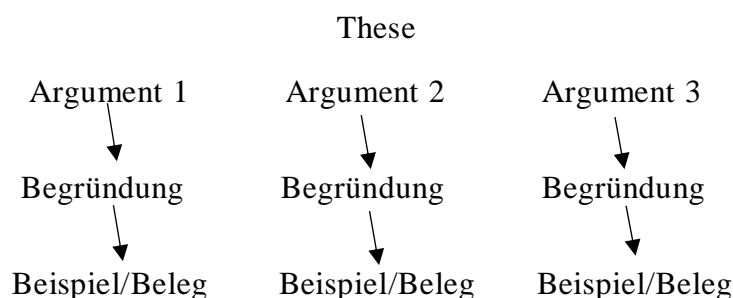 These
Argument 1 Argument 2 Argument 3
Begründung Begründung Begründung
Beispiel/Beleg Beispiel/Beleg Beispiel/Beleg